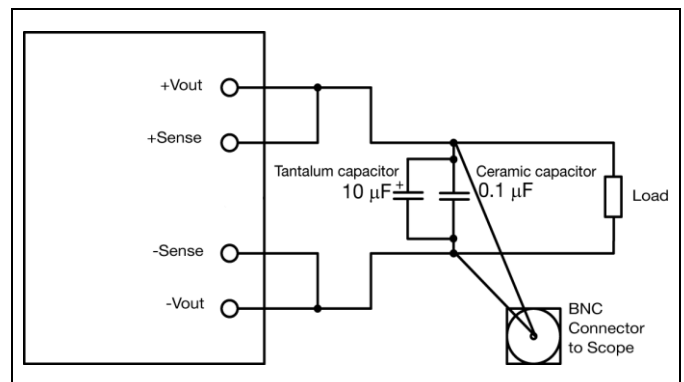 +Vout
+Sense
Tantalum capacitor
10 μF
+
Ceramic capacitor
0.1 μF
Load
-Sense
-Vout
BNC
Connector
to Scope